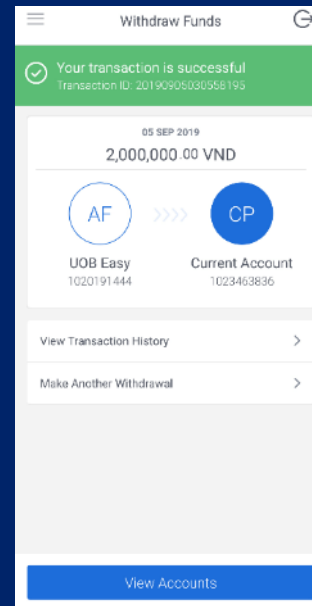 Withdraw Funds
Your transaction is successful
Transaction ID: 20190905030558195
05 SEP 2019
2,000,000.00 VND
AF
CP
UOB Easy
Current Account
1020191444
1023463836
View Transaction History
Make Another Withdrawal
View Accounts